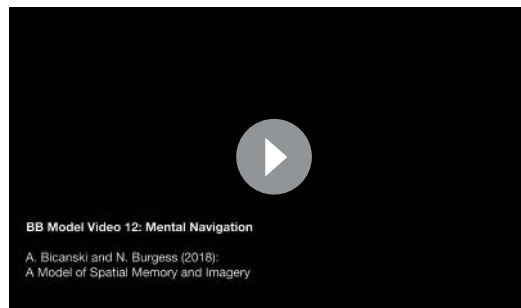 BB Model Video 12: Mental Navigation
A. Bicanski and N. Burgess (2018):
A Model of Spatial Memory and Imagery